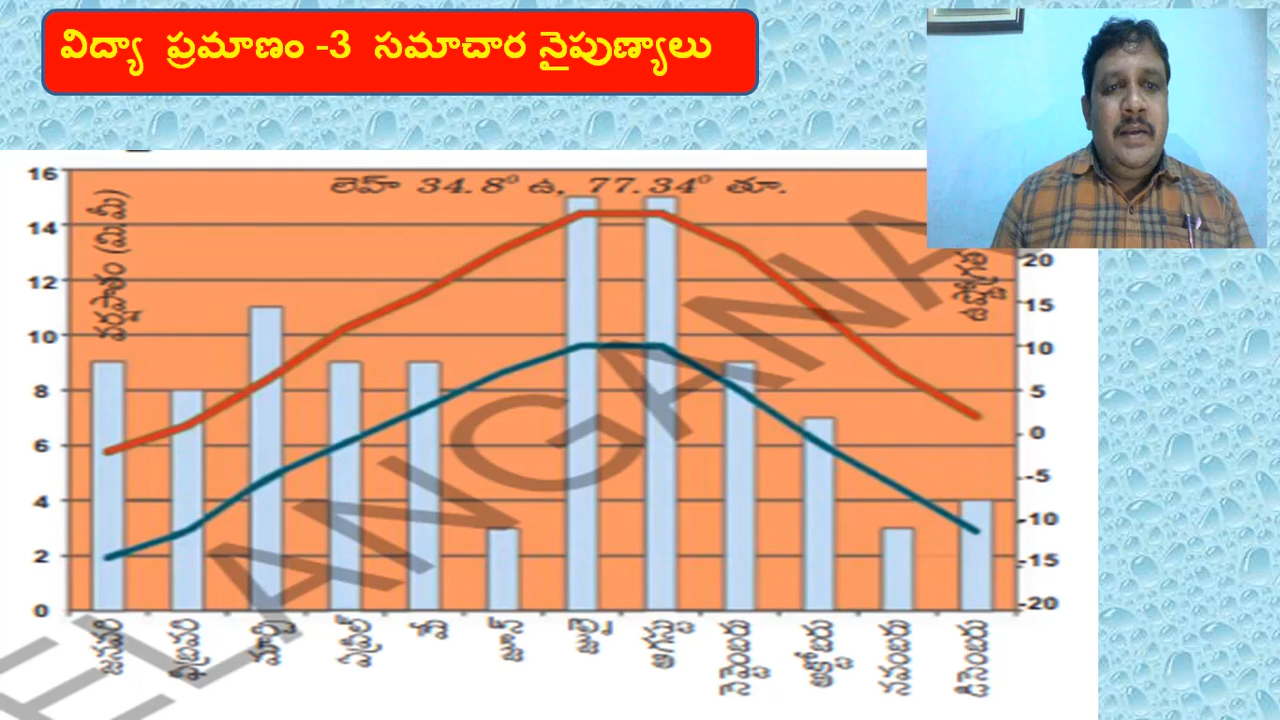 విద్యా ప్రమాణం -3 సమాచార నైపుణ్యాలు
లెహ్ 34.8° ఉ, 77.34° తూ.
వర్షపాతం (మి.మీ)
ఉష్ణోగ్రత
16
14
12
10
8
6
4
2
0
20
15
10
5
0
-5
-10
-15
-20
జనవరి
ఫిబ్రవరి
మార్చి
ఏప్రిల్
మే
జూన్
జులై
ఆగస్టు
సెప్టెంబరు
అక్టోబరు
నవంబరు
డిసెంబరు
ELANGANA